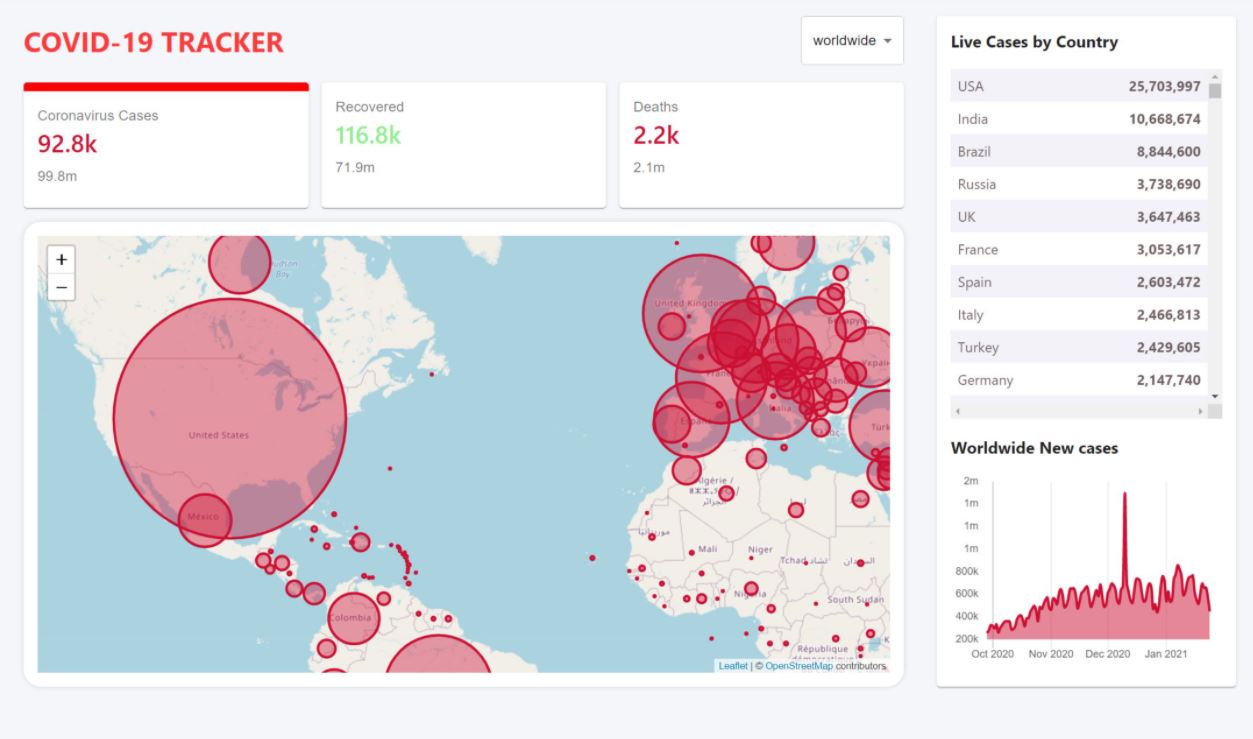 COVID-19 TRACKER
worldwide
Coronavirus Cases
92.8k
99.8m
Recovered
116.8k
71.9m
Deaths
2.2k
2.1m
+
−
Hudson
Bay
United States
México
Colombia
United Kingdom
Беларусь
Italia
Algérie /
الجزائر
موريتانيا
Mali
Niger
Nigeria
South Sudan
République
démocratique
Leaflet | © OpenStreetMap contributors
Live Cases by Country
USA 25,703,997
India 10,668,674
Brazil 8,844,600
Russia 3,738,690
UK 3,647,463
France 3,053,617
Spain 2,603,472
Italy 2,466,813
Turkey 2,429,605
Germany 2,147,740
Worldwide New cases
2m
1m
1m
1m
800k
600k
400k
200k
Oct 2020 Nov 2020 Dec 2020 Jan 2021